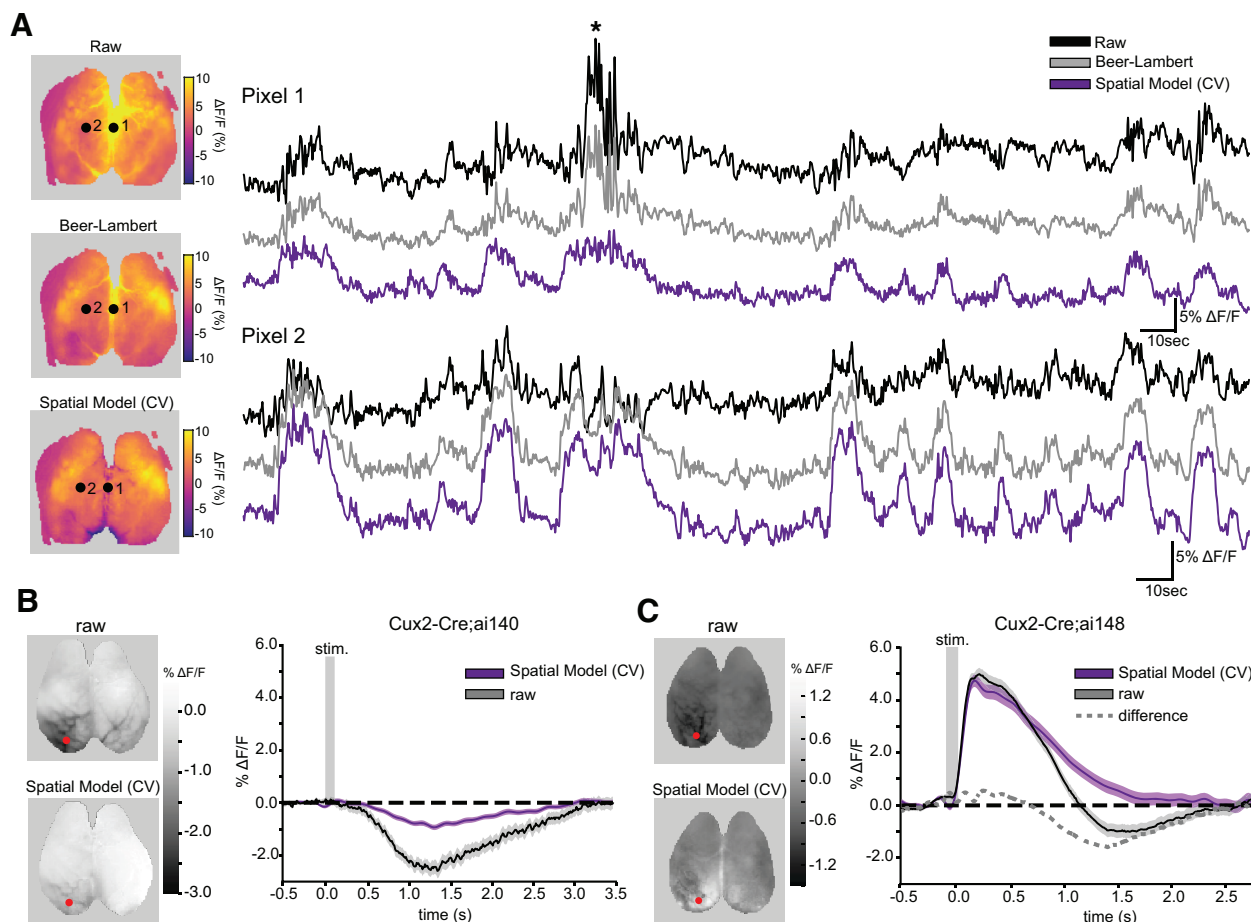 A
Raw
2 1
10
5
0
-5
-10
ΔF/F (%)
Beer-Lambert
2 1
10
5
0
-5
-10
ΔF/F (%)
Spatial Model (CV)
2 1
10
5
0
-5
-10
ΔF/F (%)
*
Raw
Beer-Lambert
Spatial Model (CV)
Pixel 1
5% ΔF/F
10sec
Pixel 2
5% ΔF/F
10sec
B
raw
Spatial Model (CV)
% ΔF/F
0.0
-1.0
-2.0
-3.0
Cux2-Cre;ai140
stim.
Spatial Model (CV)
raw
% ΔF/F
6.0
4.0
2.0
0.0
-2.0
-0.5 0.0 0.5 1.0 1.5 2.0 2.5 3.0 3.5
time (s)
C
raw
Spatial Model (CV)
% ΔF/F
1.2
0.6
0.0
-0.6
-1.2
Cux2-Cre;ai148
stim.
Spatial Model (CV)
raw
difference
% ΔF/F
6.0
4.0
2.0
0.0
-2.0
-0.5 0.0 0.5 1.0 1.5 2.0 2.5
time (s)